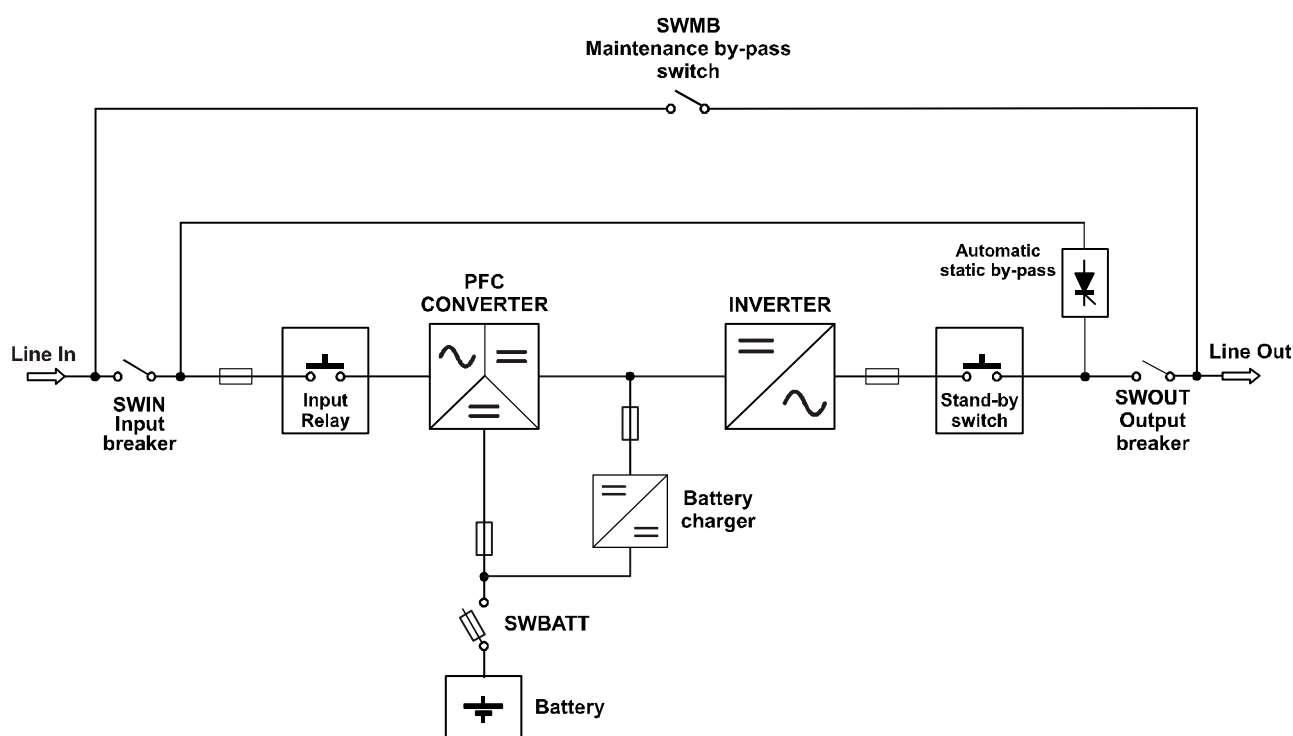 SWMB
Maintenance by-pass
switch
Automatic
static by-pass
PFC
CONVERTER
INVERTER
Line In
Line Out
SWIN
Input
breaker
Input
Relay
Stand-by
switch
SWOUT
Output
breaker
Battery
charger
SWBATT
Battery